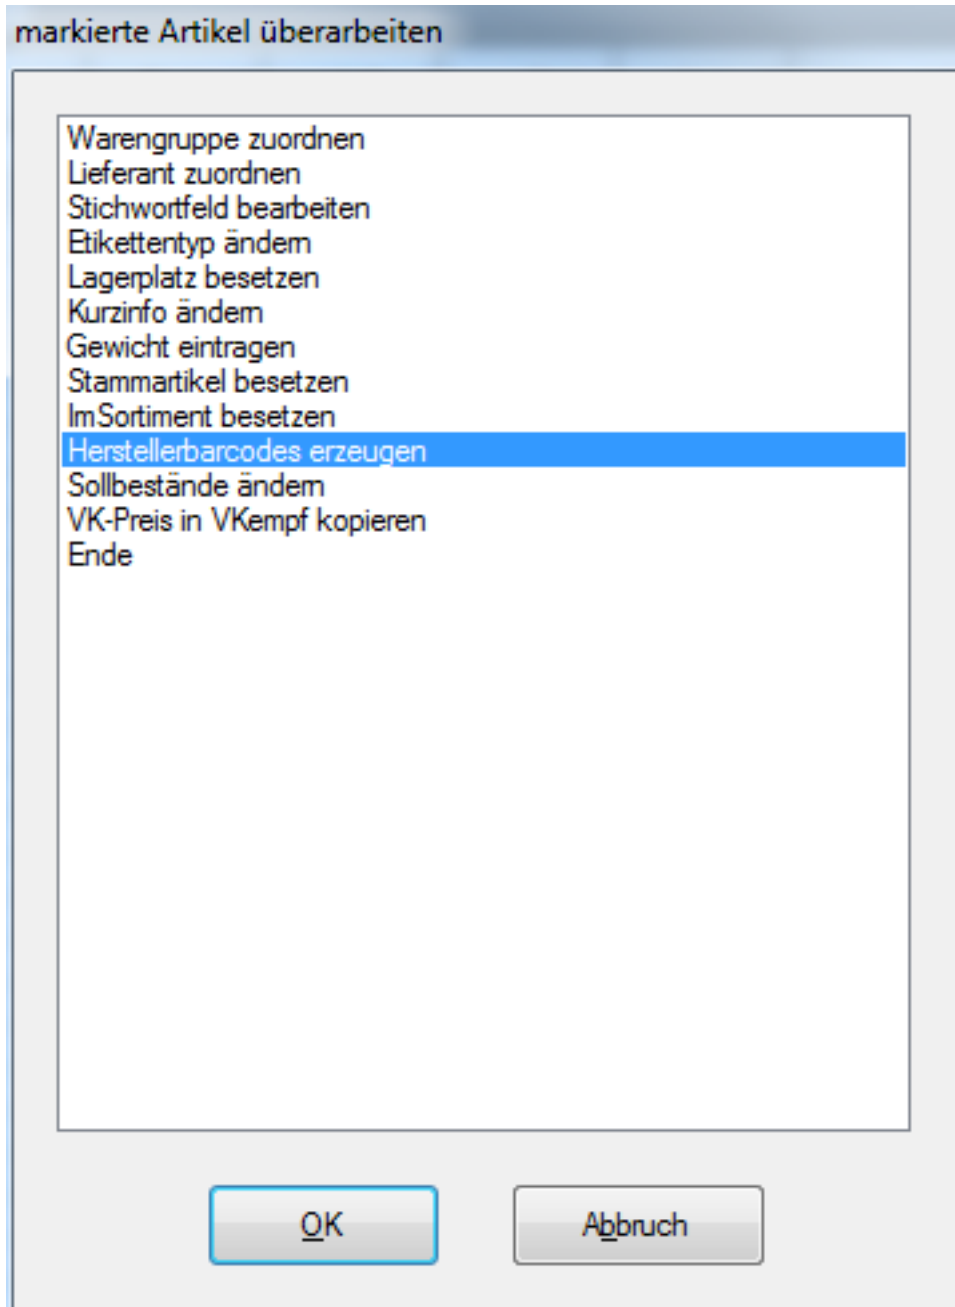 markierte Artikel überarbeiten
Warengruppe zuordnen
Lieferant zuordnen
Stichwortfeld bearbeiten
Etikettentyp ändern
Lagerplatz besetzen
Kurzinfo ändern
Gewicht eintragen
Stammartikel besetzen
ImSortiment besetzen
Herstellerbarcodes erzeugen
Sollbestände ändern
VK-Preis in VKempf kopieren
Ende
OK
Abbruch